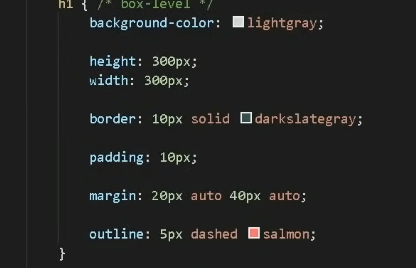 h1 { /* box-level */
background-color: lightgray;
height: 300px;
width: 300px;
border: 10px solid darkslategray;
padding: 10px;
margin: 20px auto 40px auto;
outline: 5px dashed salmon;
}